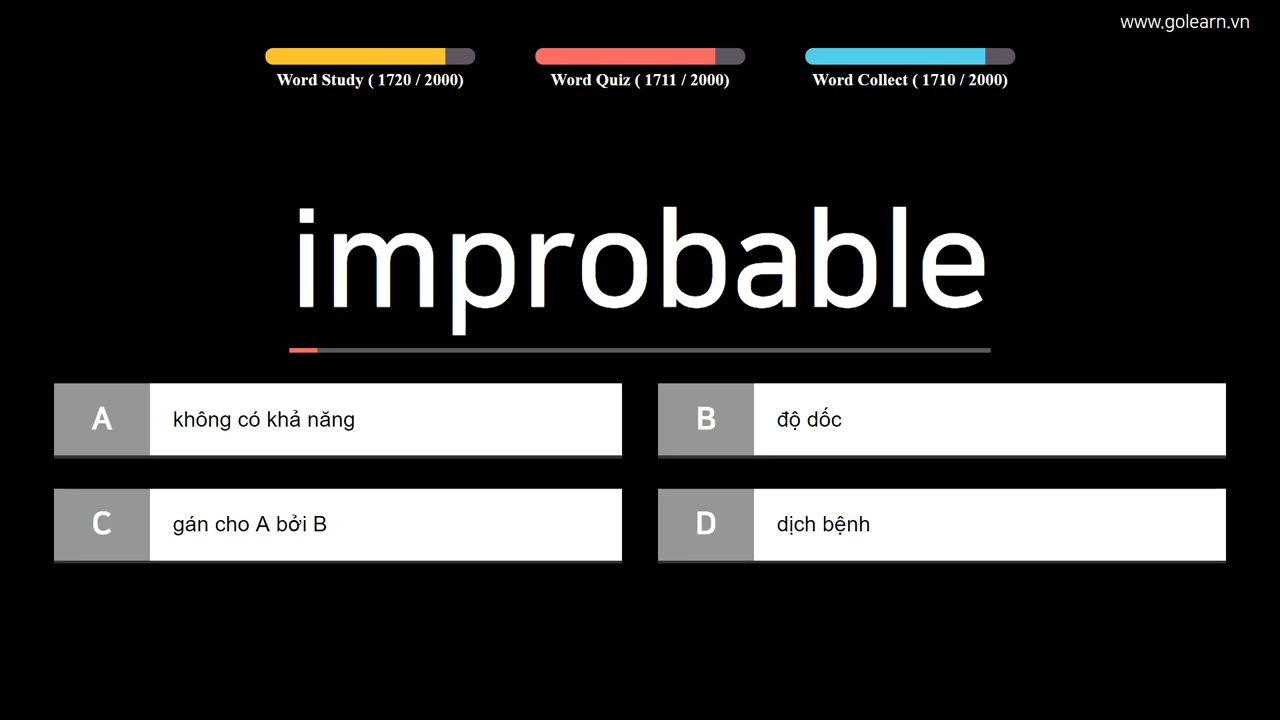 www.golearn.vn
Word Study ( 1720 / 2000)
Word Quiz ( 1711 / 2000)
Word Collect ( 1710 / 2000)
improbable
A không có khả năng
B độ dốc
C gán cho A bởi B
D dịch bệnh